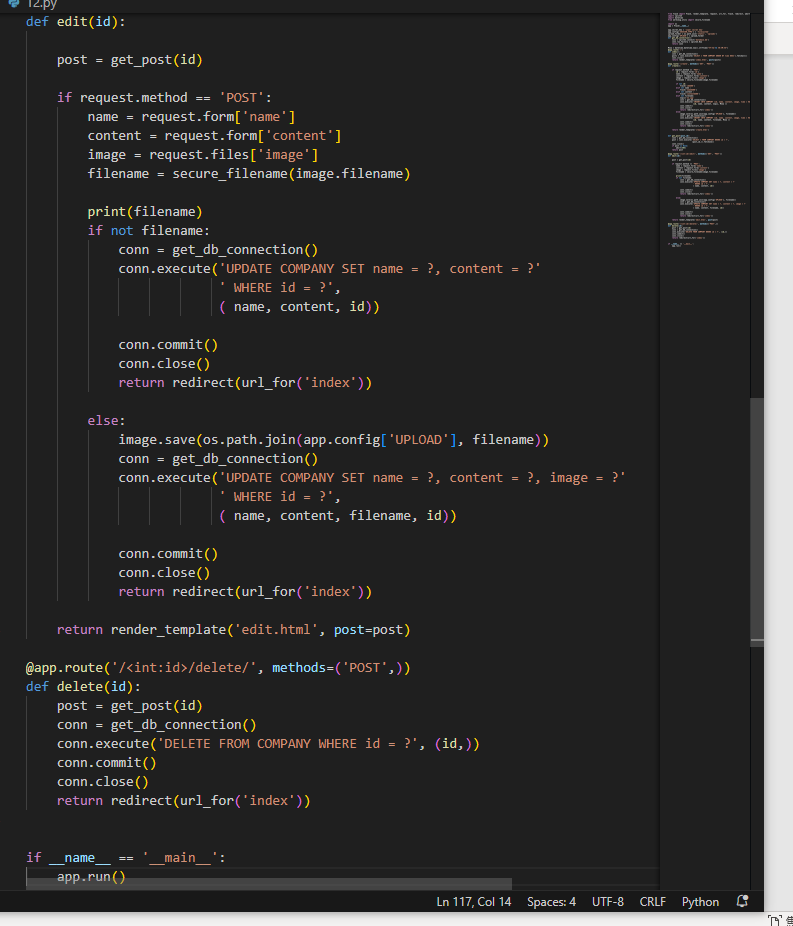 12.py
def edit(id):
post = get_post(id)
if request.method == 'POST':
name = request.form['name']
content = request.form['content']
image = request.files['image']
filename = secure_filename(image.filename)
print(filename)
if not filename:
conn = get_db_connection()
conn.execute('UPDATE COMPANY SET name = ?, content = ?'
' WHERE id = ?',
( name, content, id))
conn.commit()
conn.close()
return redirect(url_for('index'))
else:
image.save(os.path.join(app.config['UPLOAD'], filename))
conn = get_db_connection()
conn.execute('UPDATE COMPANY SET name = ?, content = ?, image = ?'
' WHERE id = ?',
( name, content, filename, id))
conn.commit()
conn.close()
return redirect(url_for('index'))
return render_template('edit.html', post=post)
@app.route('/<int:id>/delete/', methods=('POST',))
def delete(id):
post = get_post(id)
conn = get_db_connection()
conn.execute('DELETE FROM COMPANY WHERE id = ?', (id,))
conn.commit()
conn.close()
return redirect(url_for('index'))
if __name__ == '__main__':
app.run()
Ln 117, Col 14 Spaces: 4 UTF-8 CRLF Python